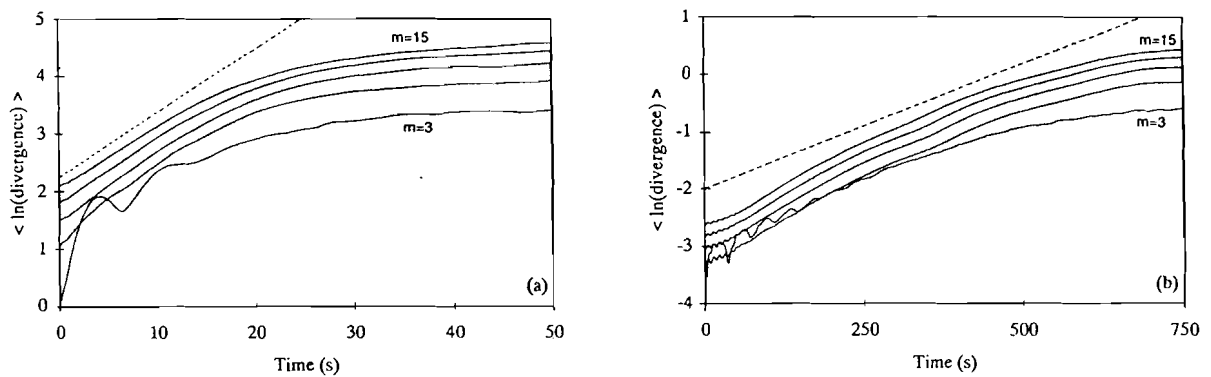 5
4
3
2
1
0
< ln(divergence) >
m=15
m=3
(a)
0 10 20 30 40 50
Time (s)
1
0
-1
-2
-3
-4
< ln(divergence) >
m=15
m=3
(b)
0 250 500 750
Time (s)